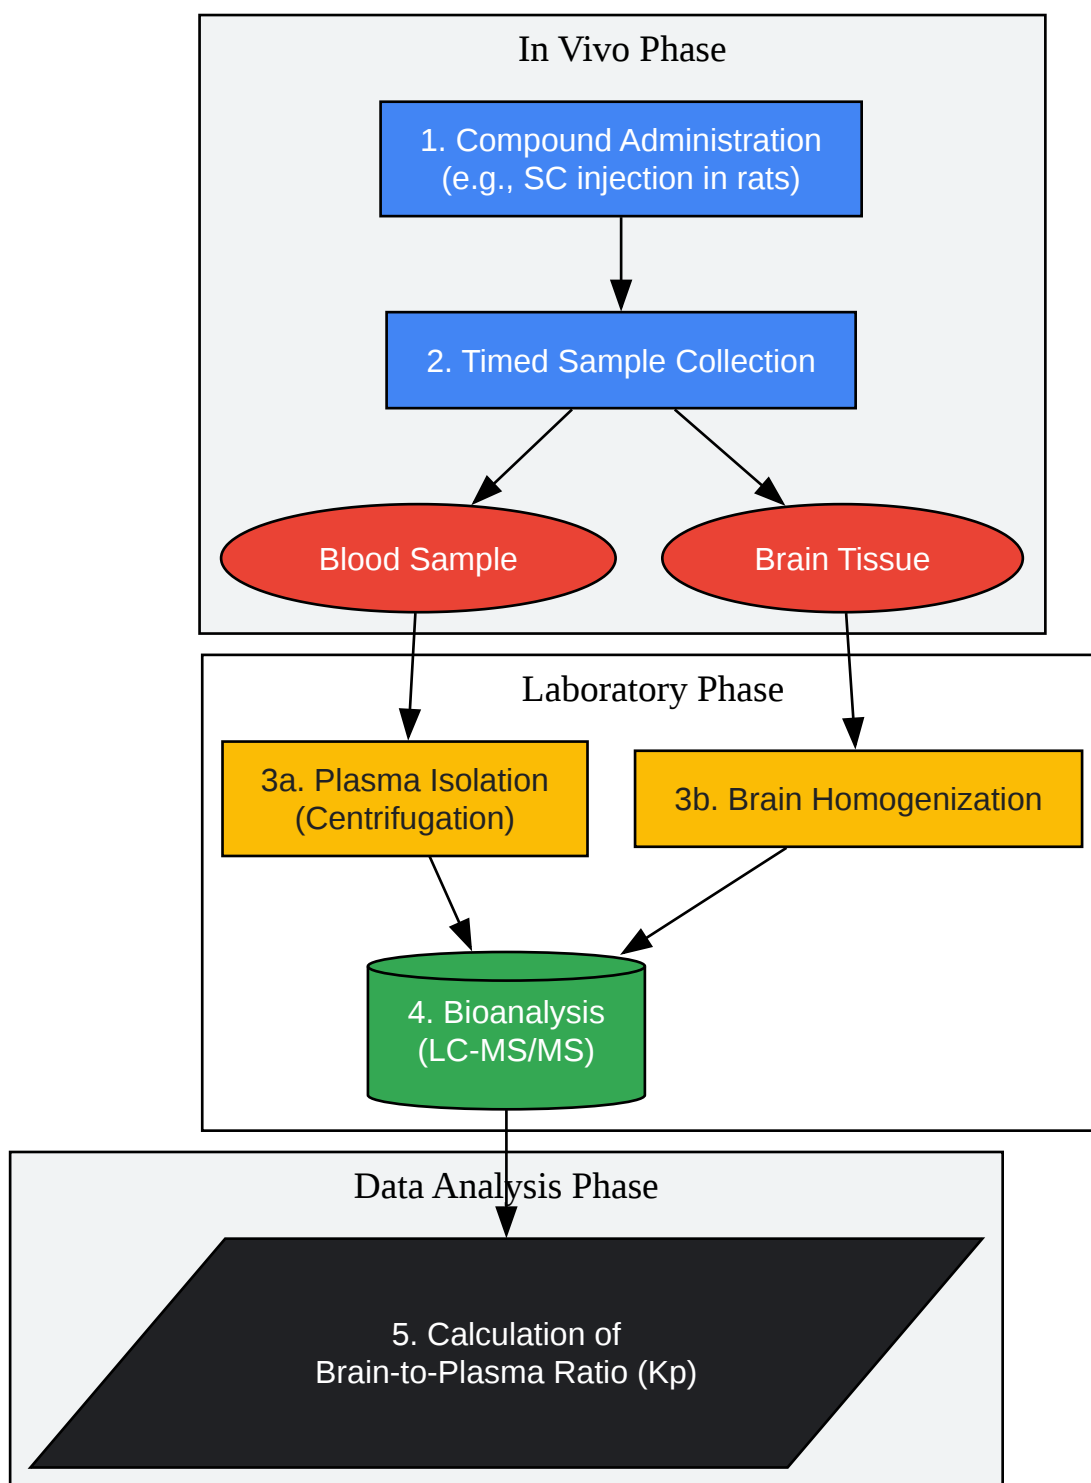 In Vivo Phase
1. Compound Administration
(e.g., SC injection in rats)
2. Timed Sample Collection
Blood Sample
Brain Tissue
Laboratory Phase
3a. Plasma Isolation
(Centrifugation)
3b. Brain Homogenization
4. Bioanalysis
(LC-MS/MS)
Data Analysis Phase
5. Calculation of
Brain-to-Plasma Ratio (Kp)